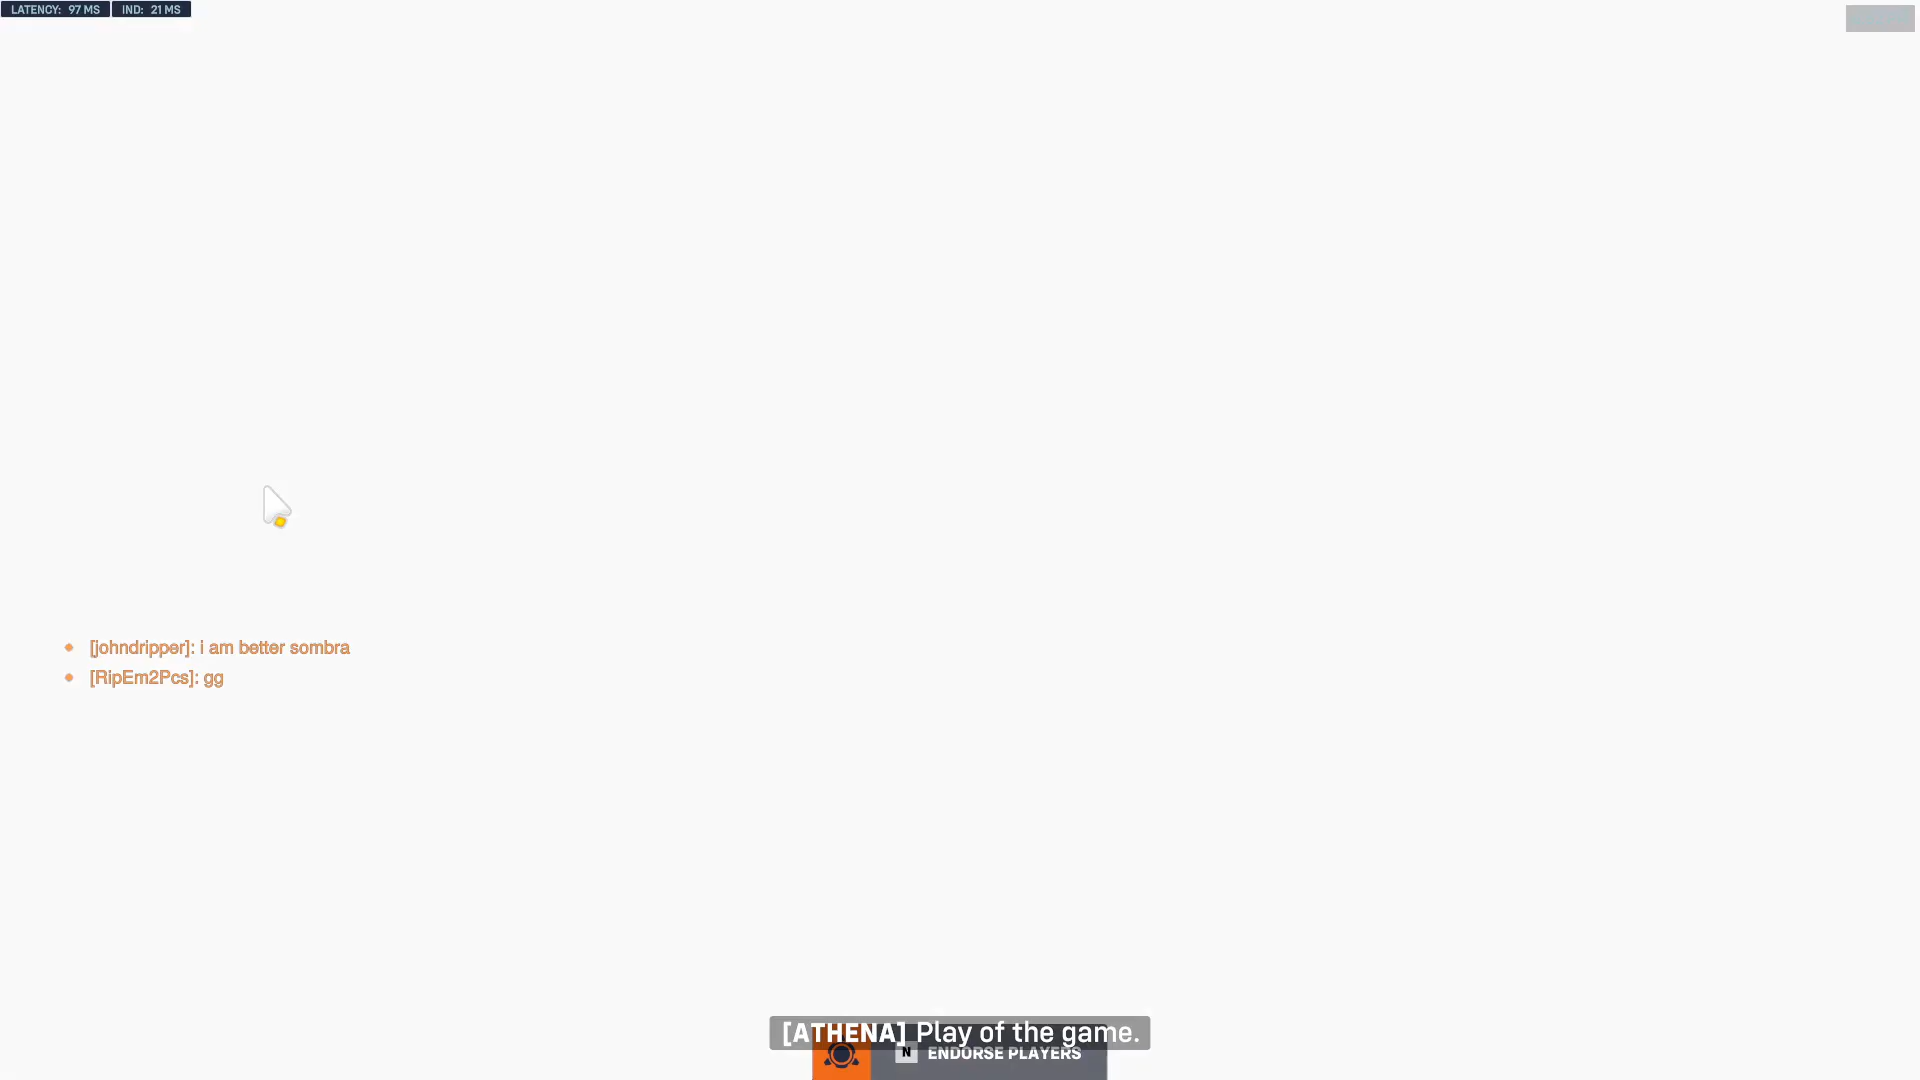 LATENCY: 97 MS IND: 21 MS
[johndripper]: i am better sombra
[RipEm2Pcs]: gg
[ATHENA] Play of the game.
N ENDORSE PLAYERS